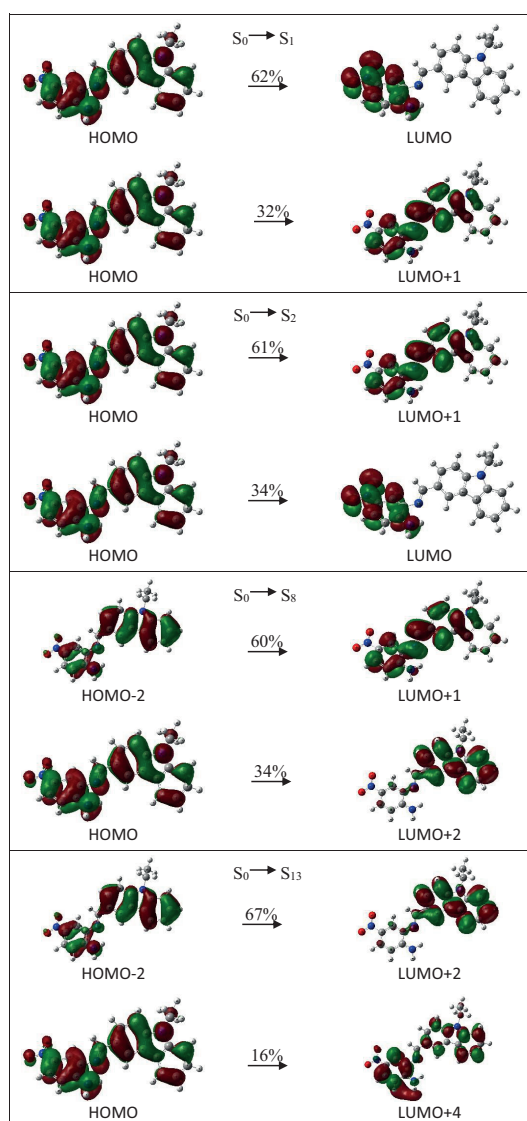 S₀ → S₁
62%
HOMO LUMO
32%
HOMO LUMO+1
S₀ → S₂
61%
HOMO LUMO+1
34%
HOMO LUMO
S₀ → S₈
60%
HOMO-2 LUMO+1
34%
HOMO LUMO+2
S₀ → S₁₃
67%
HOMO-2 LUMO+2
16%
HOMO LUMO+4